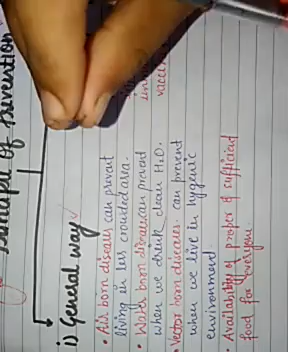 Principal of Prevention
i) General way
• Air born diseases can prevent
living in less crowded area.
• Water born diseases can prevent
when we drink clean H₂O.
Vector born diseases can prevent
when we live in hygenic
environment.
Availability of proper & sufficient
food for everyone.
vacci